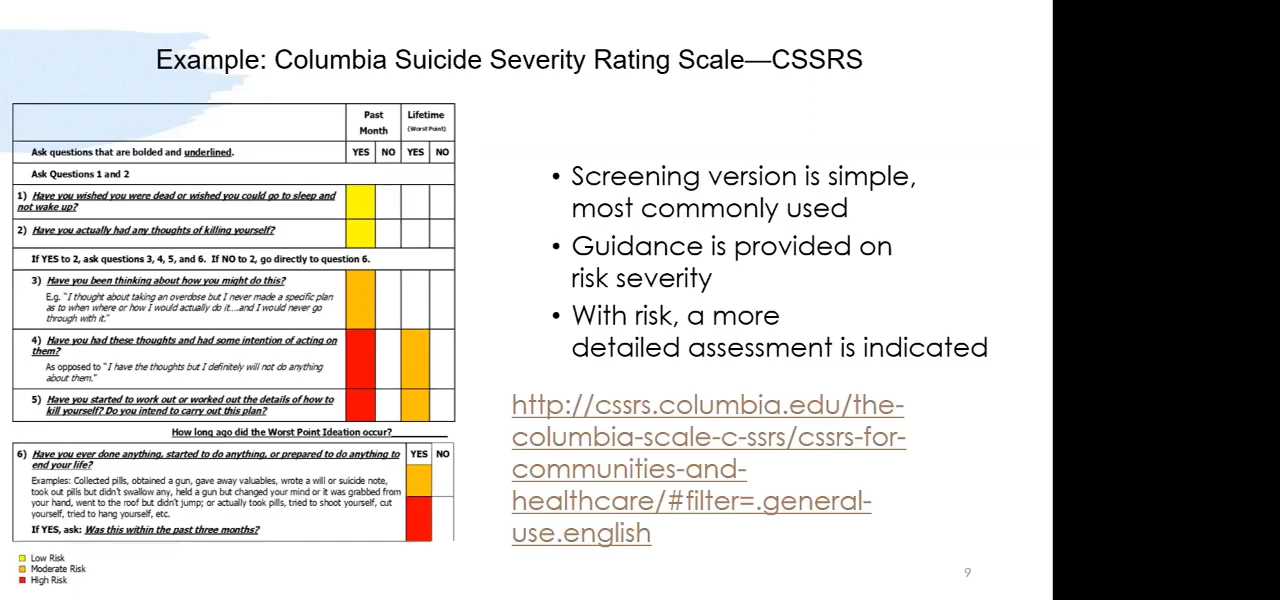 Example: Columbia Suicide Severity Rating Scale—CSSRS
Past
Month
Lifetime
(Worst Point)
Ask questions that are bolded and underlined.
YES NO YES NO
Ask Questions 1 and 2
1) Have you wished you were dead or wished you could go to sleep and
not wake up?
2) Have you actually had any thoughts of killing yourself?
If YES to 2, ask questions 3, 4, 5, and 6. If NO to 2, go directly to question 6.
3) Have you been thinking about how you might do this?
E.g. "I thought about taking an overdose but I never made a specific plan
as to when where or how I would actually do it....and I would never go
through with it."
4) Have you had these thoughts and had some intention of acting on
them?
As opposed to "I have the thoughts but I definitely will not do anything
about them."
5) Have you started to work out or worked out the details of how to
kill yourself? Do you intend to carry out this plan?
How long ago did the Worst Point Ideation occur?
6) Have you ever done anything, started to do anything, or prepared to do anything to
end your life?
YES NO
Examples: Collected pills, obtained a gun, gave away valuables, wrote a will or suicide note,
took out pills but didn't swallow any, held a gun but changed your mind or it was grabbed from
your hand, went to the roof but didn't jump; or actually took pills, tried to shoot yourself, cut
yourself, tried to hang yourself, etc.
If YES, ask: Was this within the past three months?
Low Risk
Moderate Risk
High Risk
• Screening version is simple,
most commonly used
• Guidance is provided on
risk severity
• With risk, a more
detailed assessment is indicated
http://cssrs.columbia.edu/the-
columbia-scale-c-ssrs/cssrs-for-
communities-and-
healthcare/#filter=.general-
use.english
9